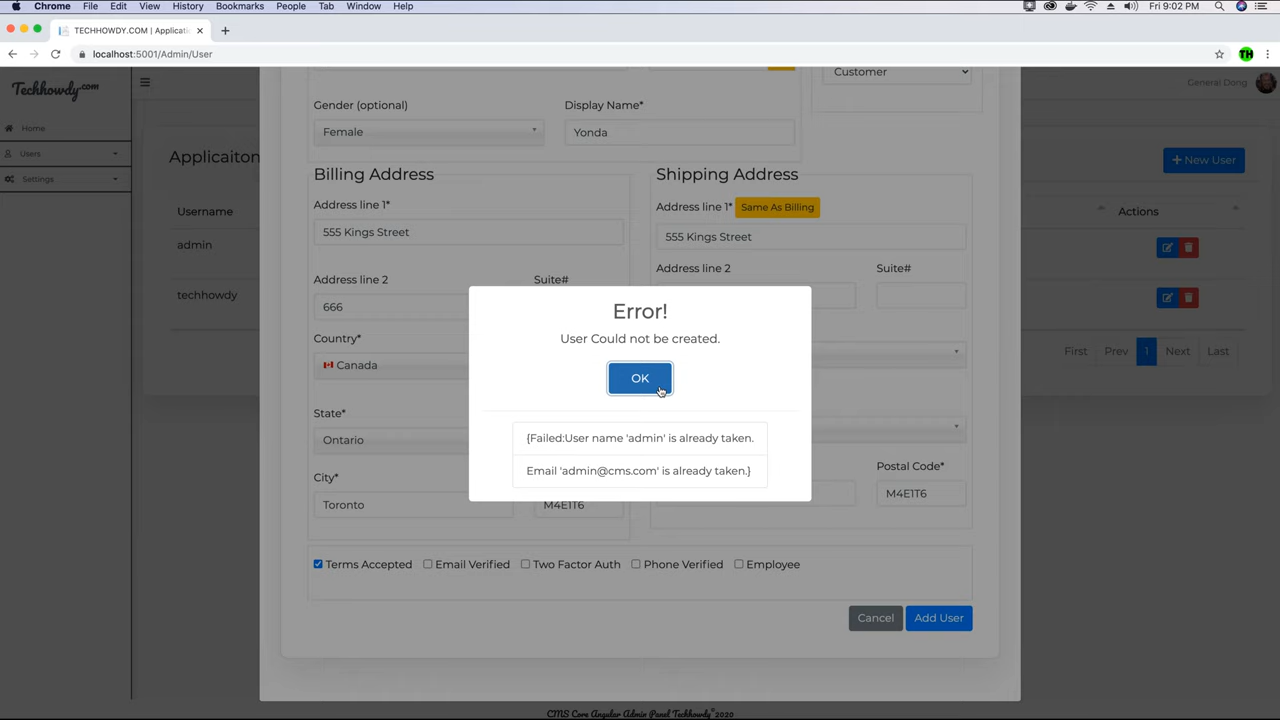 Chrome File Edit View History Bookmarks People Tab Window Help Fri 9:02 PM
TECHHOWDY.COM | Applicatio
localhost:5001/Admin/User TH
Techhowdy.com
General Dong
Home
Users
Settings
Applicaiton
+ New User
Username Actions
admin
techhowdy
First Prev 1 Next Last
Customer
Gender (optional) Display Name*
Female Yonda
Billing Address Shipping Address
Address line 1* Address line 1* Same As Billing
555 Kings Street 555 Kings Street
Address line 2 Suite# Address line 2 Suite#
666
Country*
Canada
State*
Ontario
City* Postal Code*
Toronto M4E1T6 M4E1T6
Error!
User Could not be created.
OK
{Failed:User name 'admin' is already taken.
Email 'admin@cms.com' is already taken.}
Terms Accepted Email Verified Two Factor Auth Phone Verified Employee
Cancel Add User
CMS Core Angular Admin Panel Techhowdy©2020